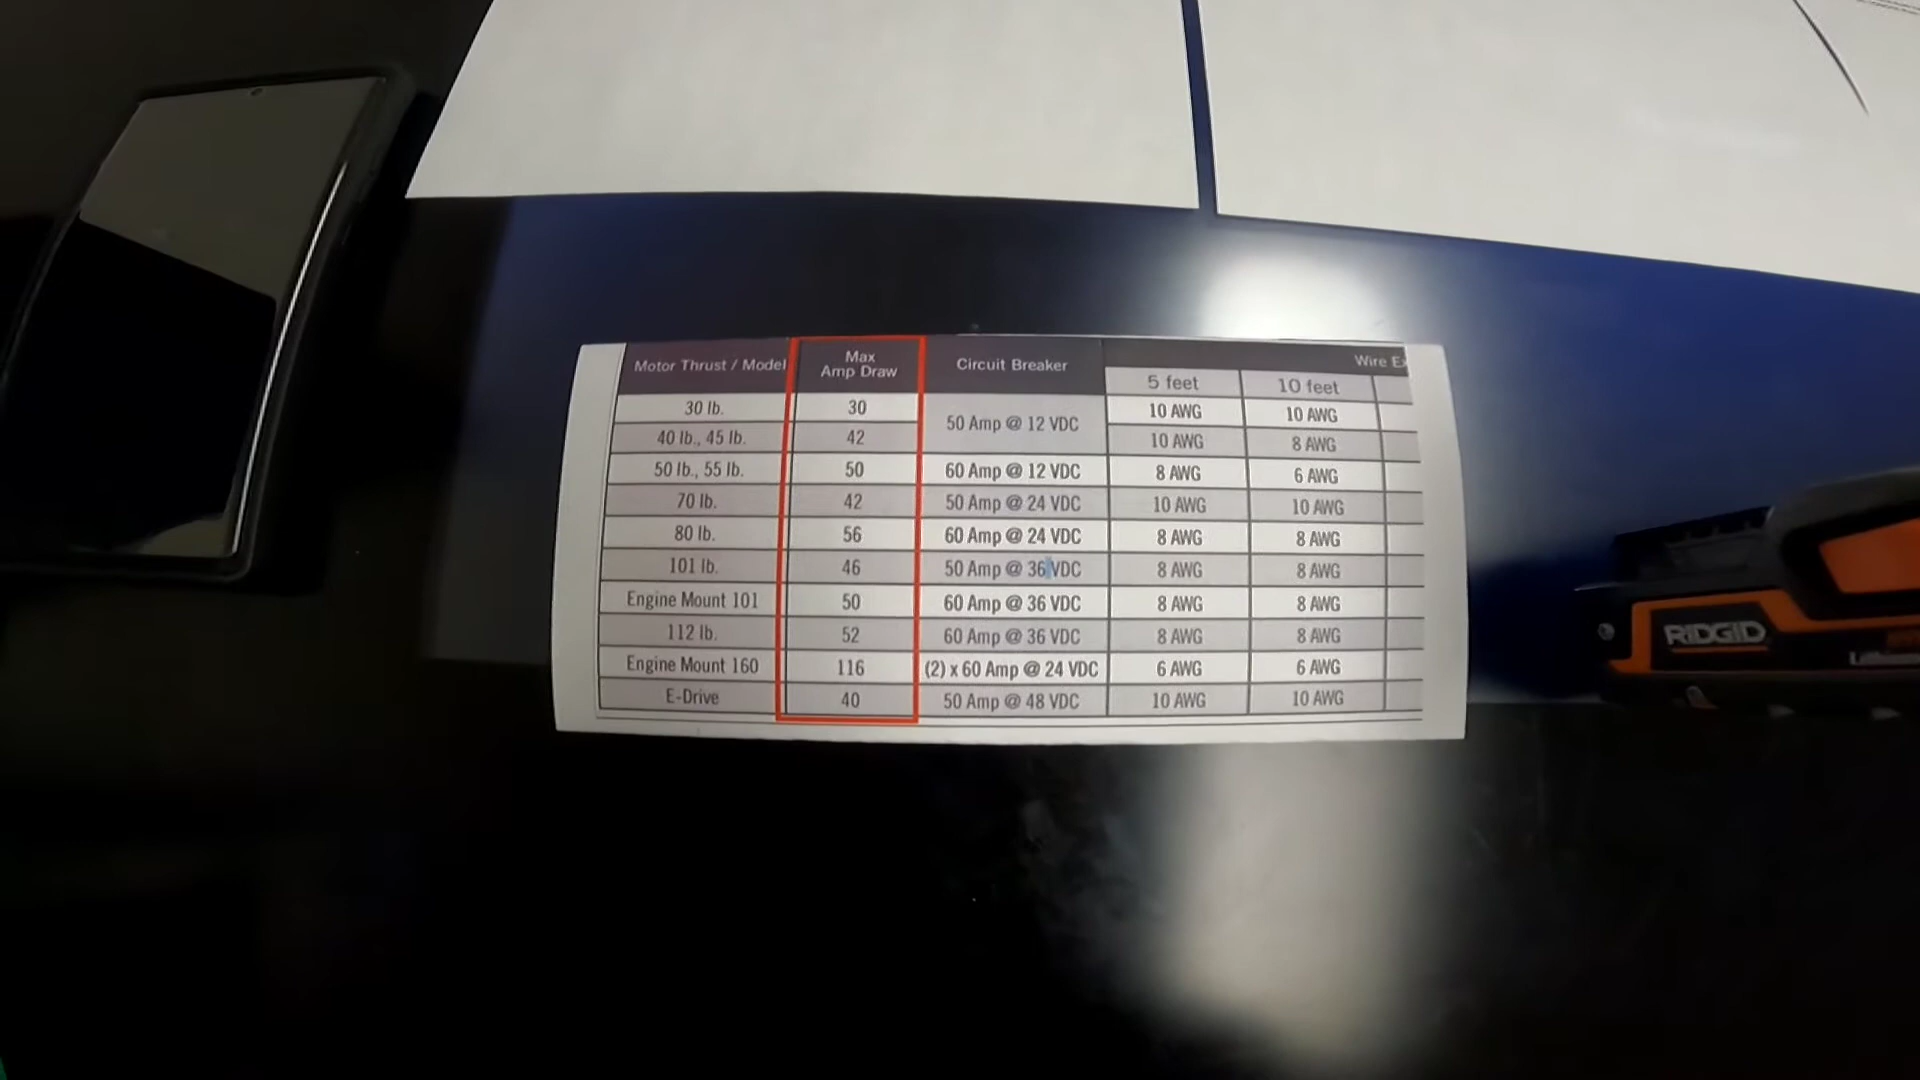 Motor Thrust / Model Max Amp Draw Circuit Breaker Wire
5 feet 10 feet
30 lb. 30 50 Amp @ 12 VDC 10 AWG 10 AWG
40 lb., 45 lb. 42 10 AWG 8 AWG
50 lb., 55 lb. 50 60 Amp @ 12 VDC 8 AWG 6 AWG
70 lb. 42 50 Amp @ 24 VDC 10 AWG 10 AWG
80 lb. 56 60 Amp @ 24 VDC 8 AWG 8 AWG
101 lb. 46 50 Amp @ 36 VDC 8 AWG 8 AWG
Engine Mount 101 50 60 Amp @ 36 VDC 8 AWG 8 AWG
112 lb. 52 60 Amp @ 36 VDC 8 AWG 8 AWG
Engine Mount 160 116 (2) x 60 Amp @ 24 VDC 6 AWG 6 AWG
E-Drive 40 50 Amp @ 48 VDC 10 AWG 10 AWG
RIDGID